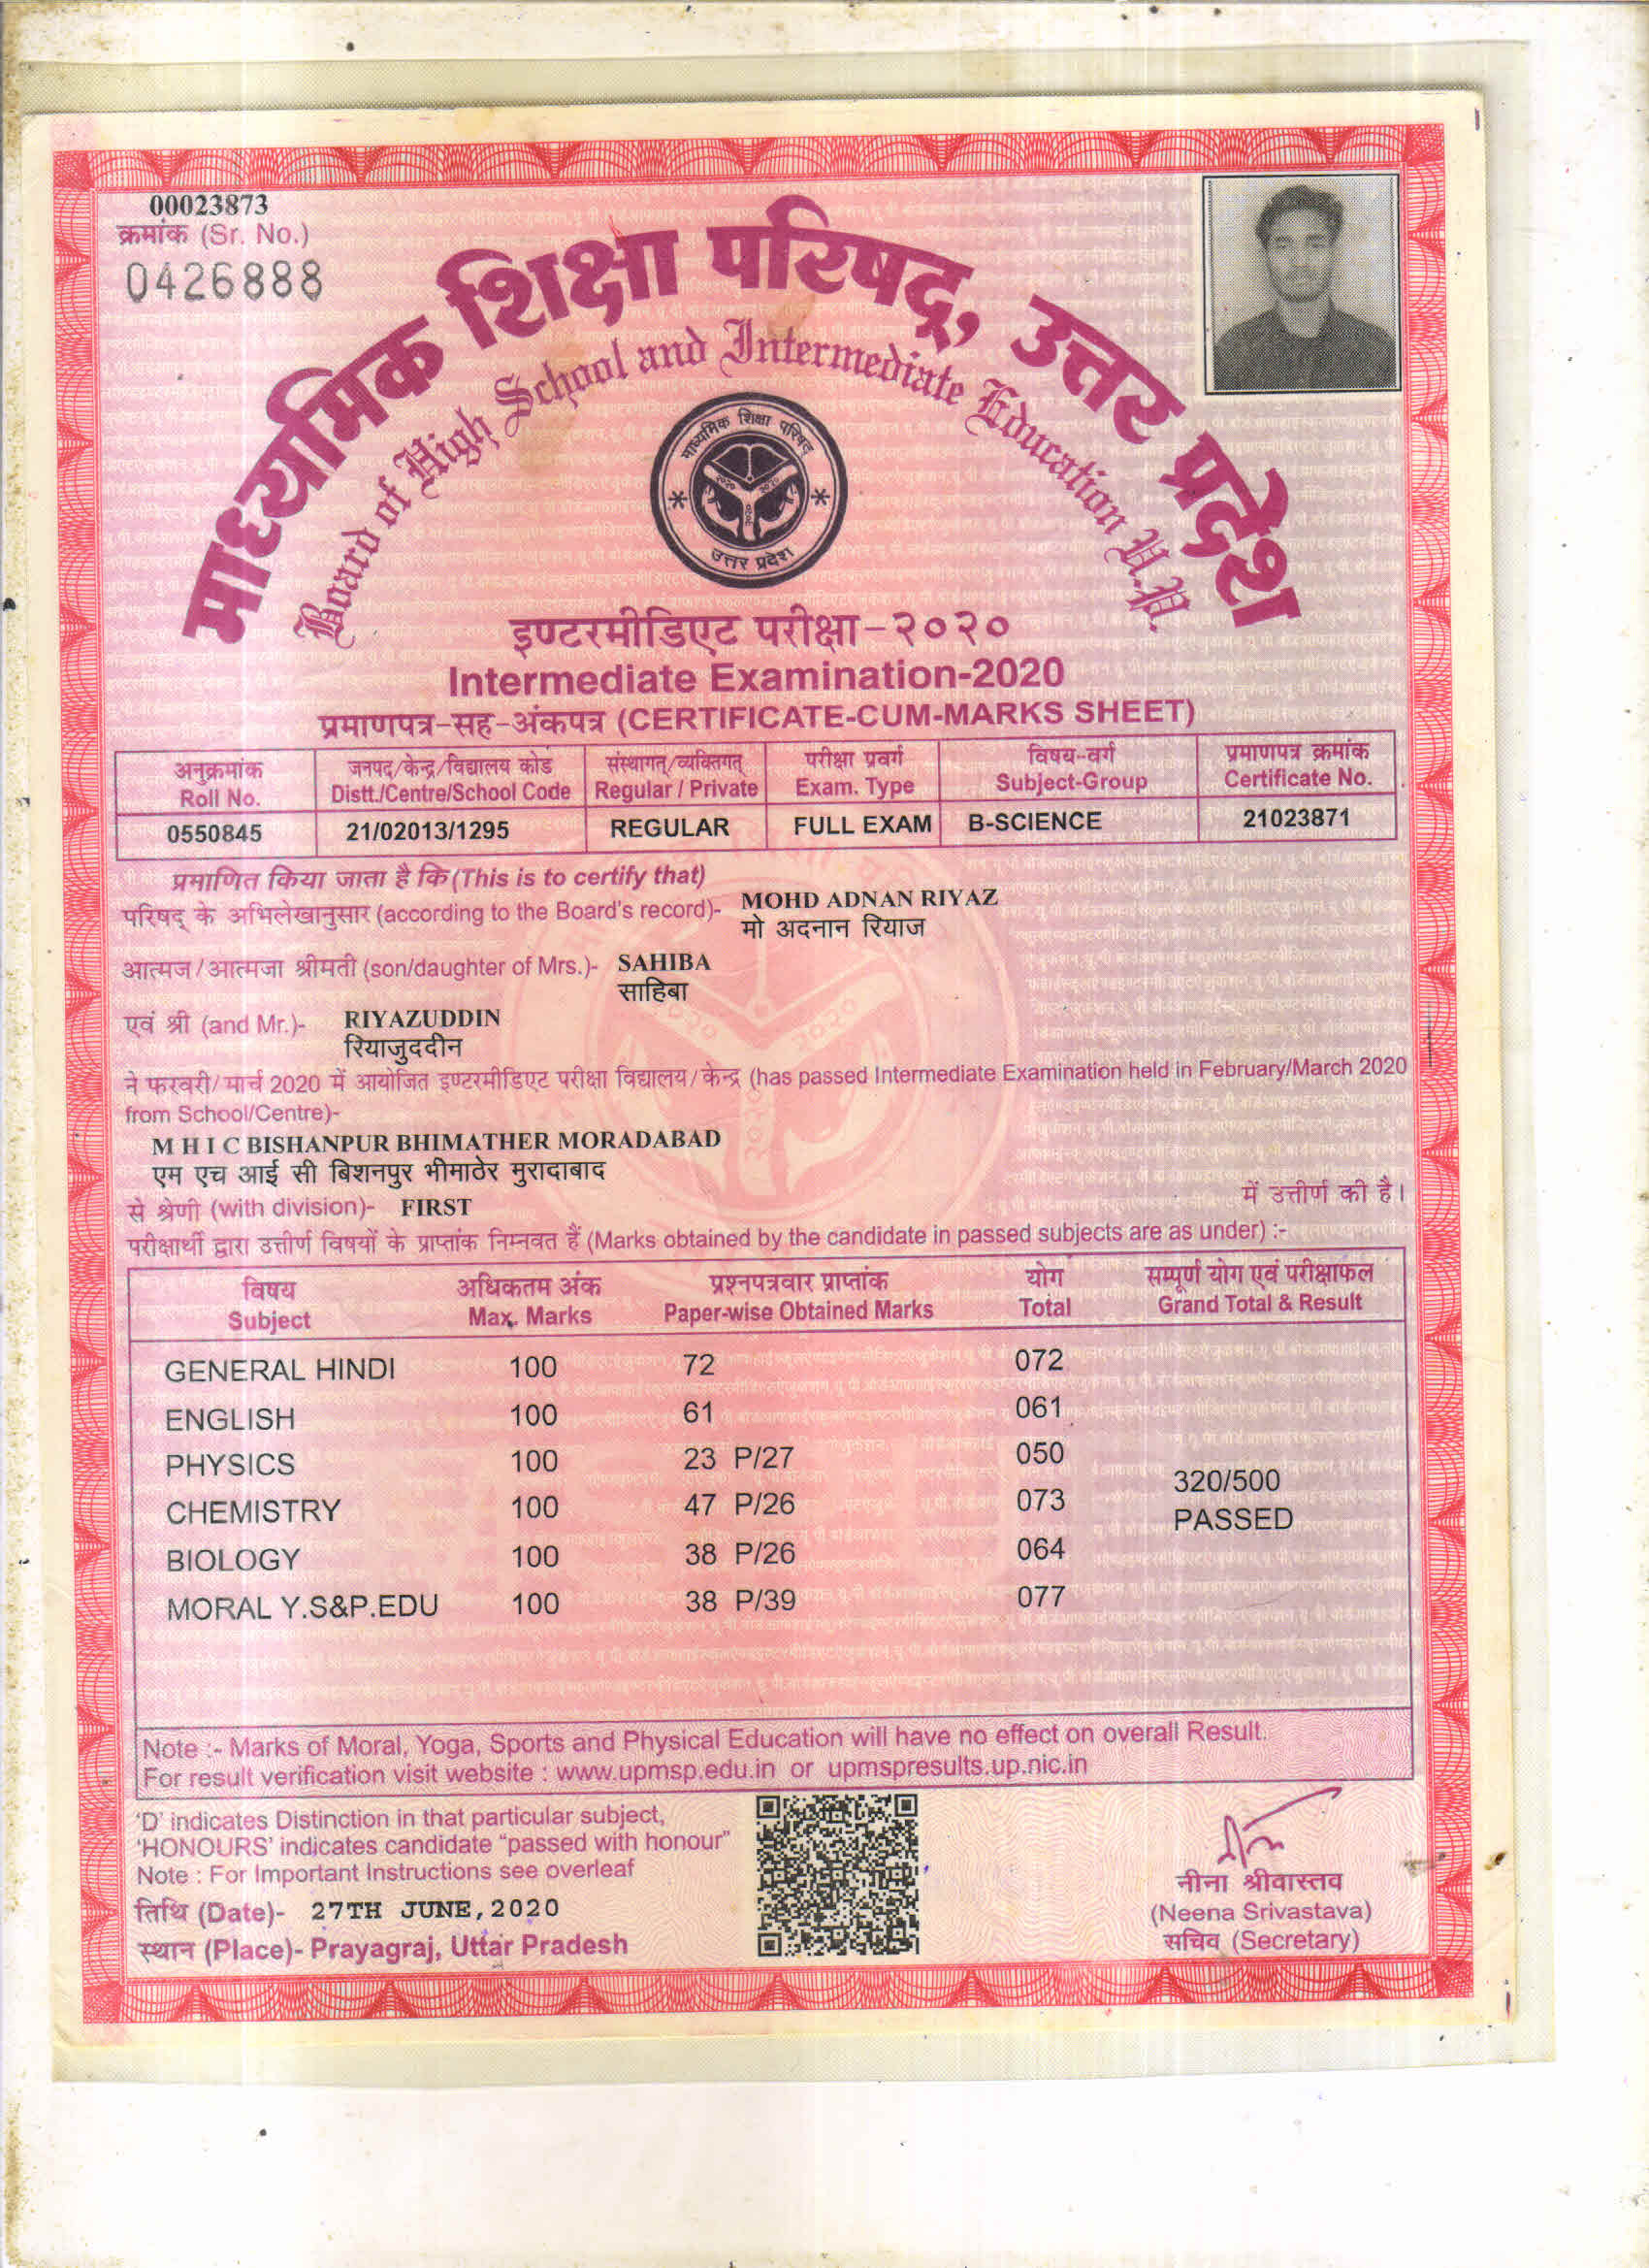 00023873
क्रमांक (Sr. No.)
0426888
माध्यमिक शिक्षा परिषद्, उत्तर प्रदेश
Board of High School and Intermediate Education U.P.
माध्यमिक शिक्षा परिषद
उत्तर प्रदेश
इण्टरमीडिएट परीक्षा-२०२०
Intermediate Examination-2020
प्रमाणपत्र-सह-अंकपत्र (CERTIFICATE-CUM-MARKS SHEET)
अनुक्रमांक जनपद/केन्द्र/विद्यालय कोड संस्थागत्/व्यक्तिगत् परीक्षा प्रवर्ग विषय-वर्ग प्रमाणपत्र क्रमांक
Roll No. Distt./Centre/School Code Regular / Private Exam. Type Subject-Group Certificate No.
0550845 21/02013/1295 REGULAR FULL EXAM B-SCIENCE 21023871
प्रमाणित किया जाता है कि (This is to certify that)
परिषद् के अभिलेखानुसार (according to the Board's record)- MOHD ADNAN RIYAZ
मो अदनान रियाज
आत्मज/आत्मजा श्रीमती (son/daughter of Mrs.)- SAHIBA
साहिबा
एवं श्री (and Mr.)- RIYAZUDDIN
रियाजुददीन
ने फरवरी/मार्च 2020 में आयोजित इण्टरमीडिएट परीक्षा विद्यालय/केन्द्र (has passed Intermediate Examination held in February/March 2020
from School/Centre)-
M H I C BISHANPUR BHIMATHER MORADABAD
एम एच आई सी बिशनपुर भीमाठेर मुरादाबाद
से श्रेणी (with division)- FIRST में उत्तीर्ण की है।
परीक्षार्थी द्वारा उत्तीर्ण विषयों के प्राप्तांक निम्नवत हैं (Marks obtained by the candidate in passed subjects are as under) :-
विषय अधिकतम अंक प्रश्नपत्रवार प्राप्तांक योग सम्पूर्ण योग एवं परीक्षाफल
Subject Max. Marks Paper-wise Obtained Marks Total Grand Total & Result
GENERAL HINDI 100 72 072
ENGLISH 100 61 061
PHYSICS 100 23 P/27 050
320/500
CHEMISTRY 100 47 P/26 073
PASSED
BIOLOGY 100 38 P/26 064
MORAL Y.S&P.EDU 100 38 P/39 077
Note :- Marks of Moral, Yoga, Sports and Physical Education will have no effect on overall Result.
For result verification visit website : www.upmsp.edu.in or upmspresults.up.nic.in
'D' indicates Distinction in that particular subject,
'HONOURS' indicates candidate "passed with honour"
Note : For Important Instructions see overleaf
तिथि (Date)- 27TH JUNE, 2020
स्थान (Place)- Prayagraj, Uttar Pradesh
नीना श्रीवास्तव
(Neena Srivastava)
सचिव (Secretary)